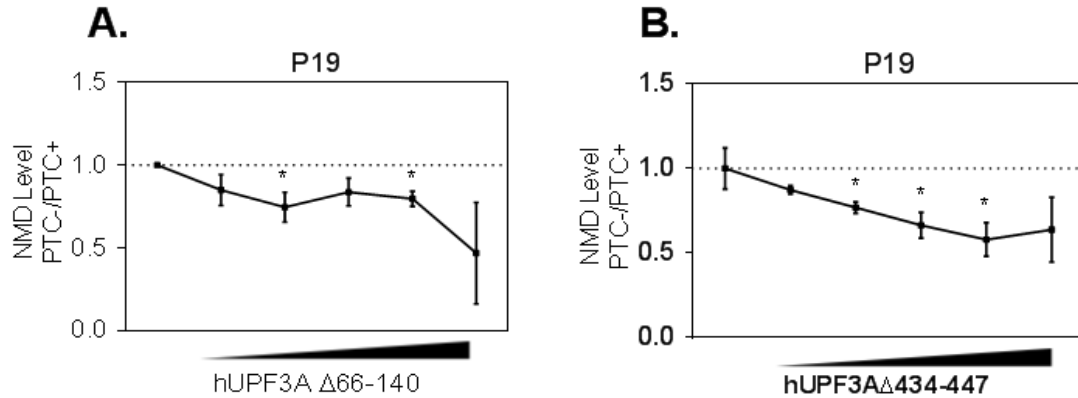 A.
P19
1.5
1.0
0.5
0.0
NMD Level
PTC-/PTC+
*
*
hUPF3A Δ66-140
B.
P19
1.5
1.0
0.5
0.0
NMD Level
PTC-/PTC+
*
*
*
hUPF3AΔ434-447